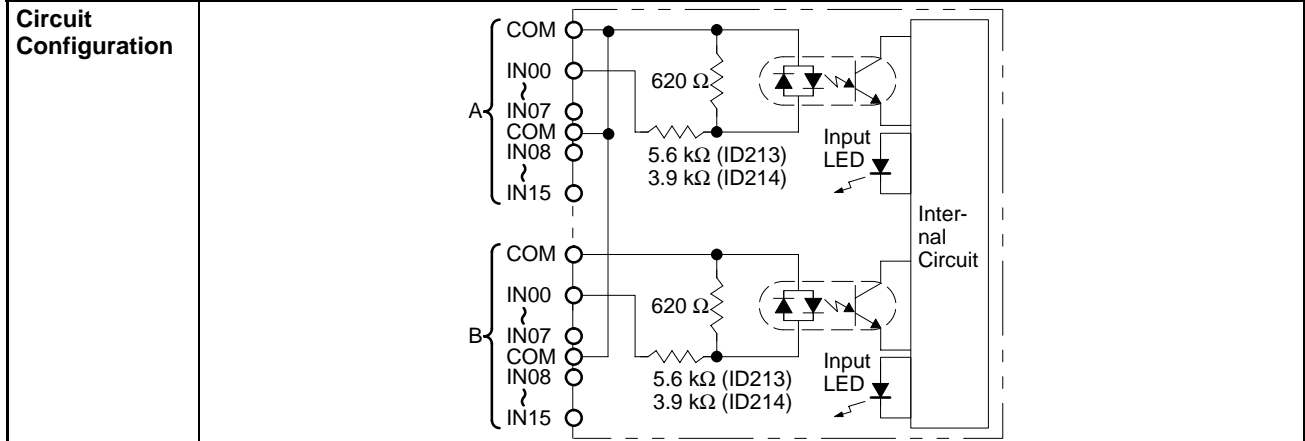 Circuit
Configuration
COM
IN00
IN07
COM
IN08
IN15
A
620 Ω
5.6 kΩ (ID213)
3.9 kΩ (ID214)
Input
LED
Inter-
nal
Circuit
COM
IN00
IN07
COM
IN08
IN15
B
620 Ω
5.6 kΩ (ID213)
3.9 kΩ (ID214)
Input
LED